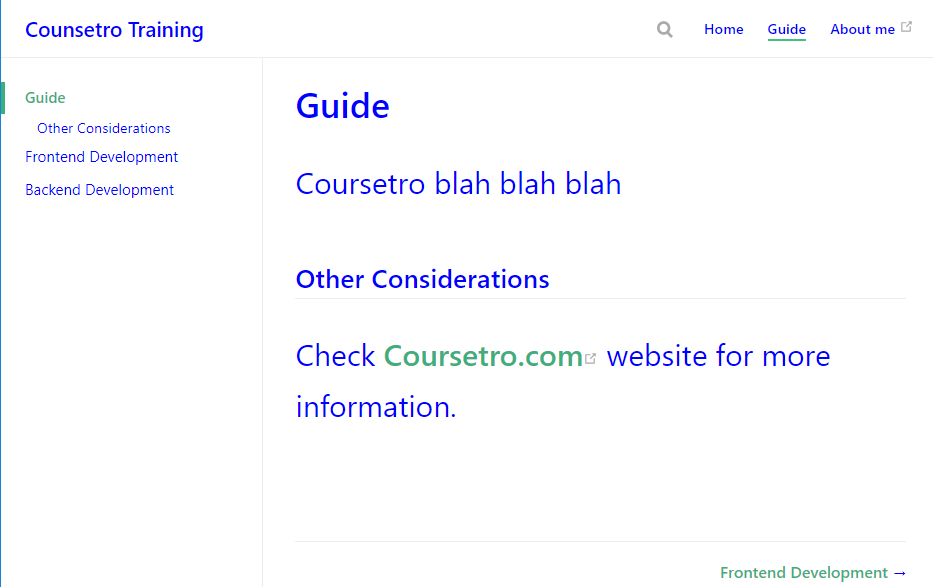 Counsetro Training
Home Guide About me
Guide
Other Considerations
Frontend Development
Backend Development
Guide
Coursetro blah blah blah
Other Considerations
Check Coursetro.com website for more
information.
Frontend Development →